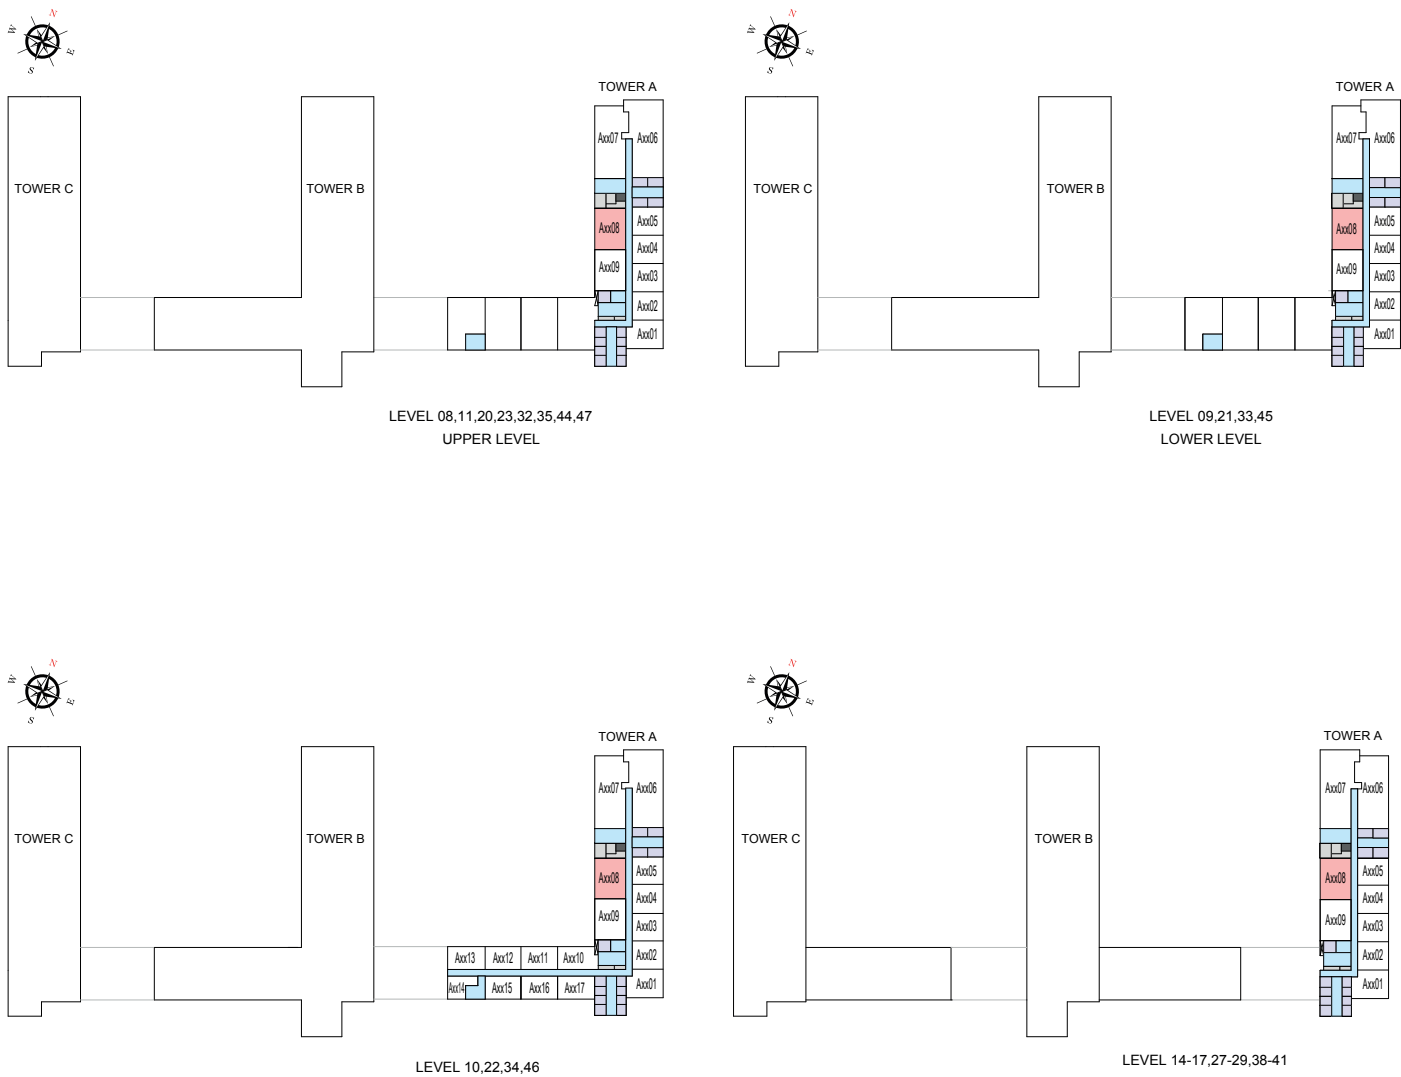 N
W
E
S
TOWER A
Axx07
Axx06
TOWER C
TOWER B
Axx08
Axx05
Axx04
Axx09
Axx03
Axx02
Axx01
LEVEL 08,11,20,23,32,35,44,47
UPPER LEVEL
N
W
E
S
TOWER A
Axx07
Axx06
TOWER C
TOWER B
Axx08
Axx05
Axx04
Axx09
Axx03
Axx02
Axx01
LEVEL 09,21,33,45
LOWER LEVEL
N
W
E
S
TOWER A
Axx07
Axx06
TOWER C
TOWER B
Axx08
Axx05
Axx04
Axx09
Axx03
Axx13
Axx12
Axx11
Axx10
Axx02
Axx14
Axx15
Axx16
Axx17
Axx01
LEVEL 10,22,34,46
N
W
E
S
TOWER A
Axx07
Axx06
TOWER C
TOWER B
Axx08
Axx05
Axx04
Axx09
Axx03
Axx02
Axx01
LEVEL 14-17,27-29,38-41